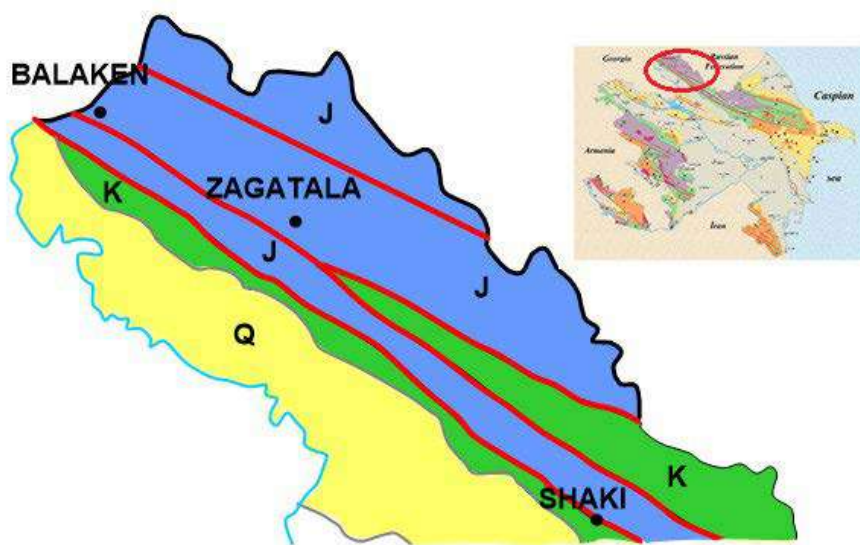 BALAKEN
J
K
ZAGATALA
J
J
Q
K
SHAKI
Georgia
Russian
Federation
Caspian
sea
Armenia
Iran